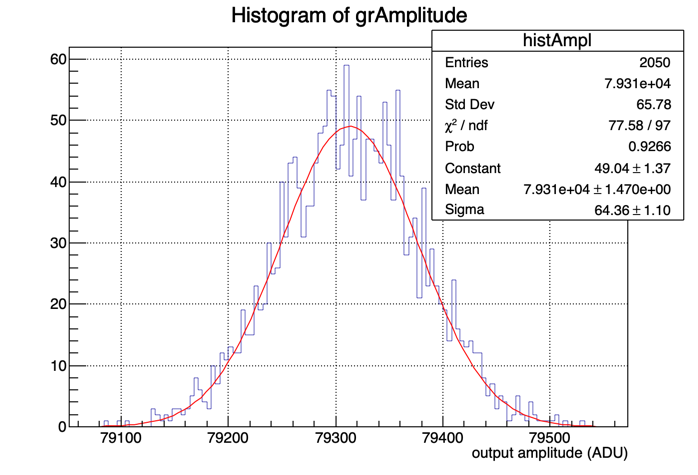 Histogram of grAmplitude
histAmpl
Entries 2050
Mean 7.931e+04
Std Dev 65.78
χ² / ndf 77.58 / 97
Prob 0.9266
Constant 49.04 ± 1.37
Mean 7.931e+04 ± 1.470e+00
Sigma 64.36 ± 1.10
60
50
40
30
20
10
0
79100 79200 79300 79400 79500
output amplitude (ADU)